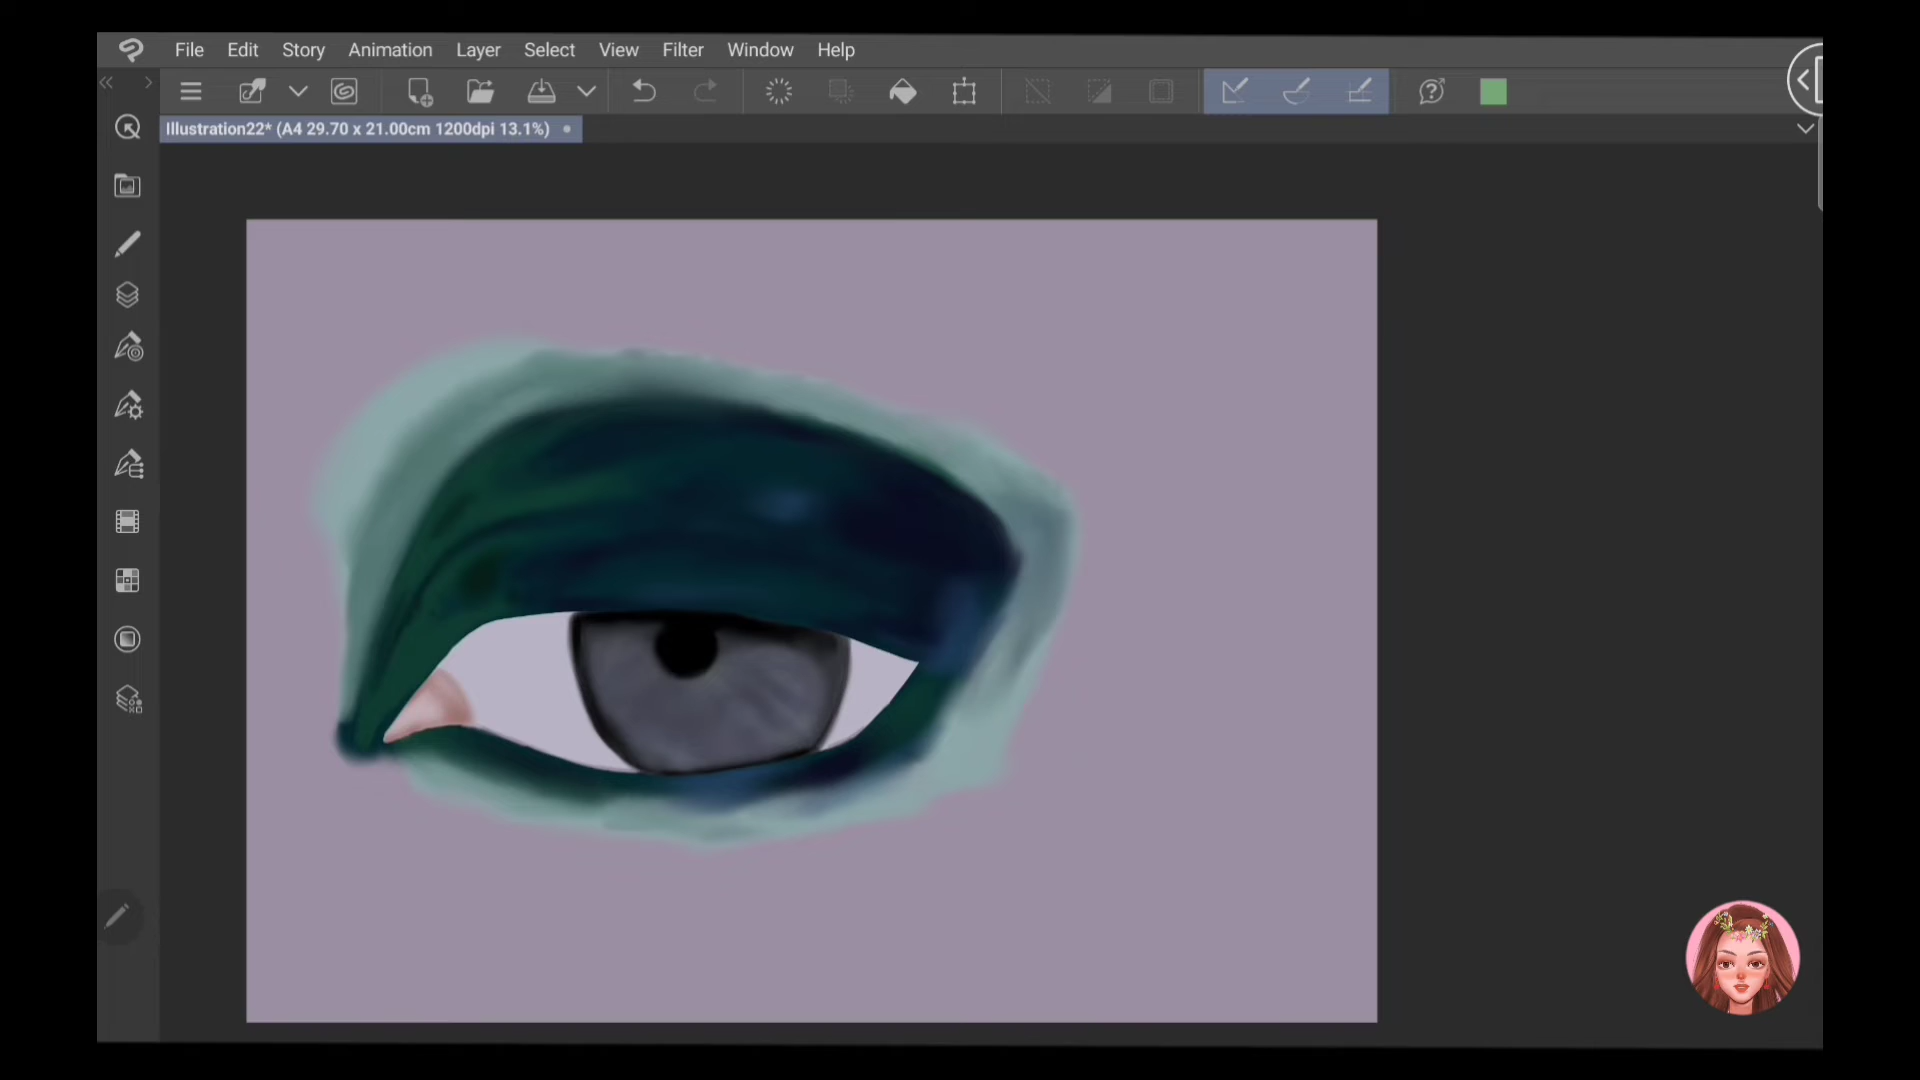 File Edit Story Animation Layer Select View Filter Window Help
Illustration22* (A4 29.70 x 21.00cm 1200dpi 13.1%)